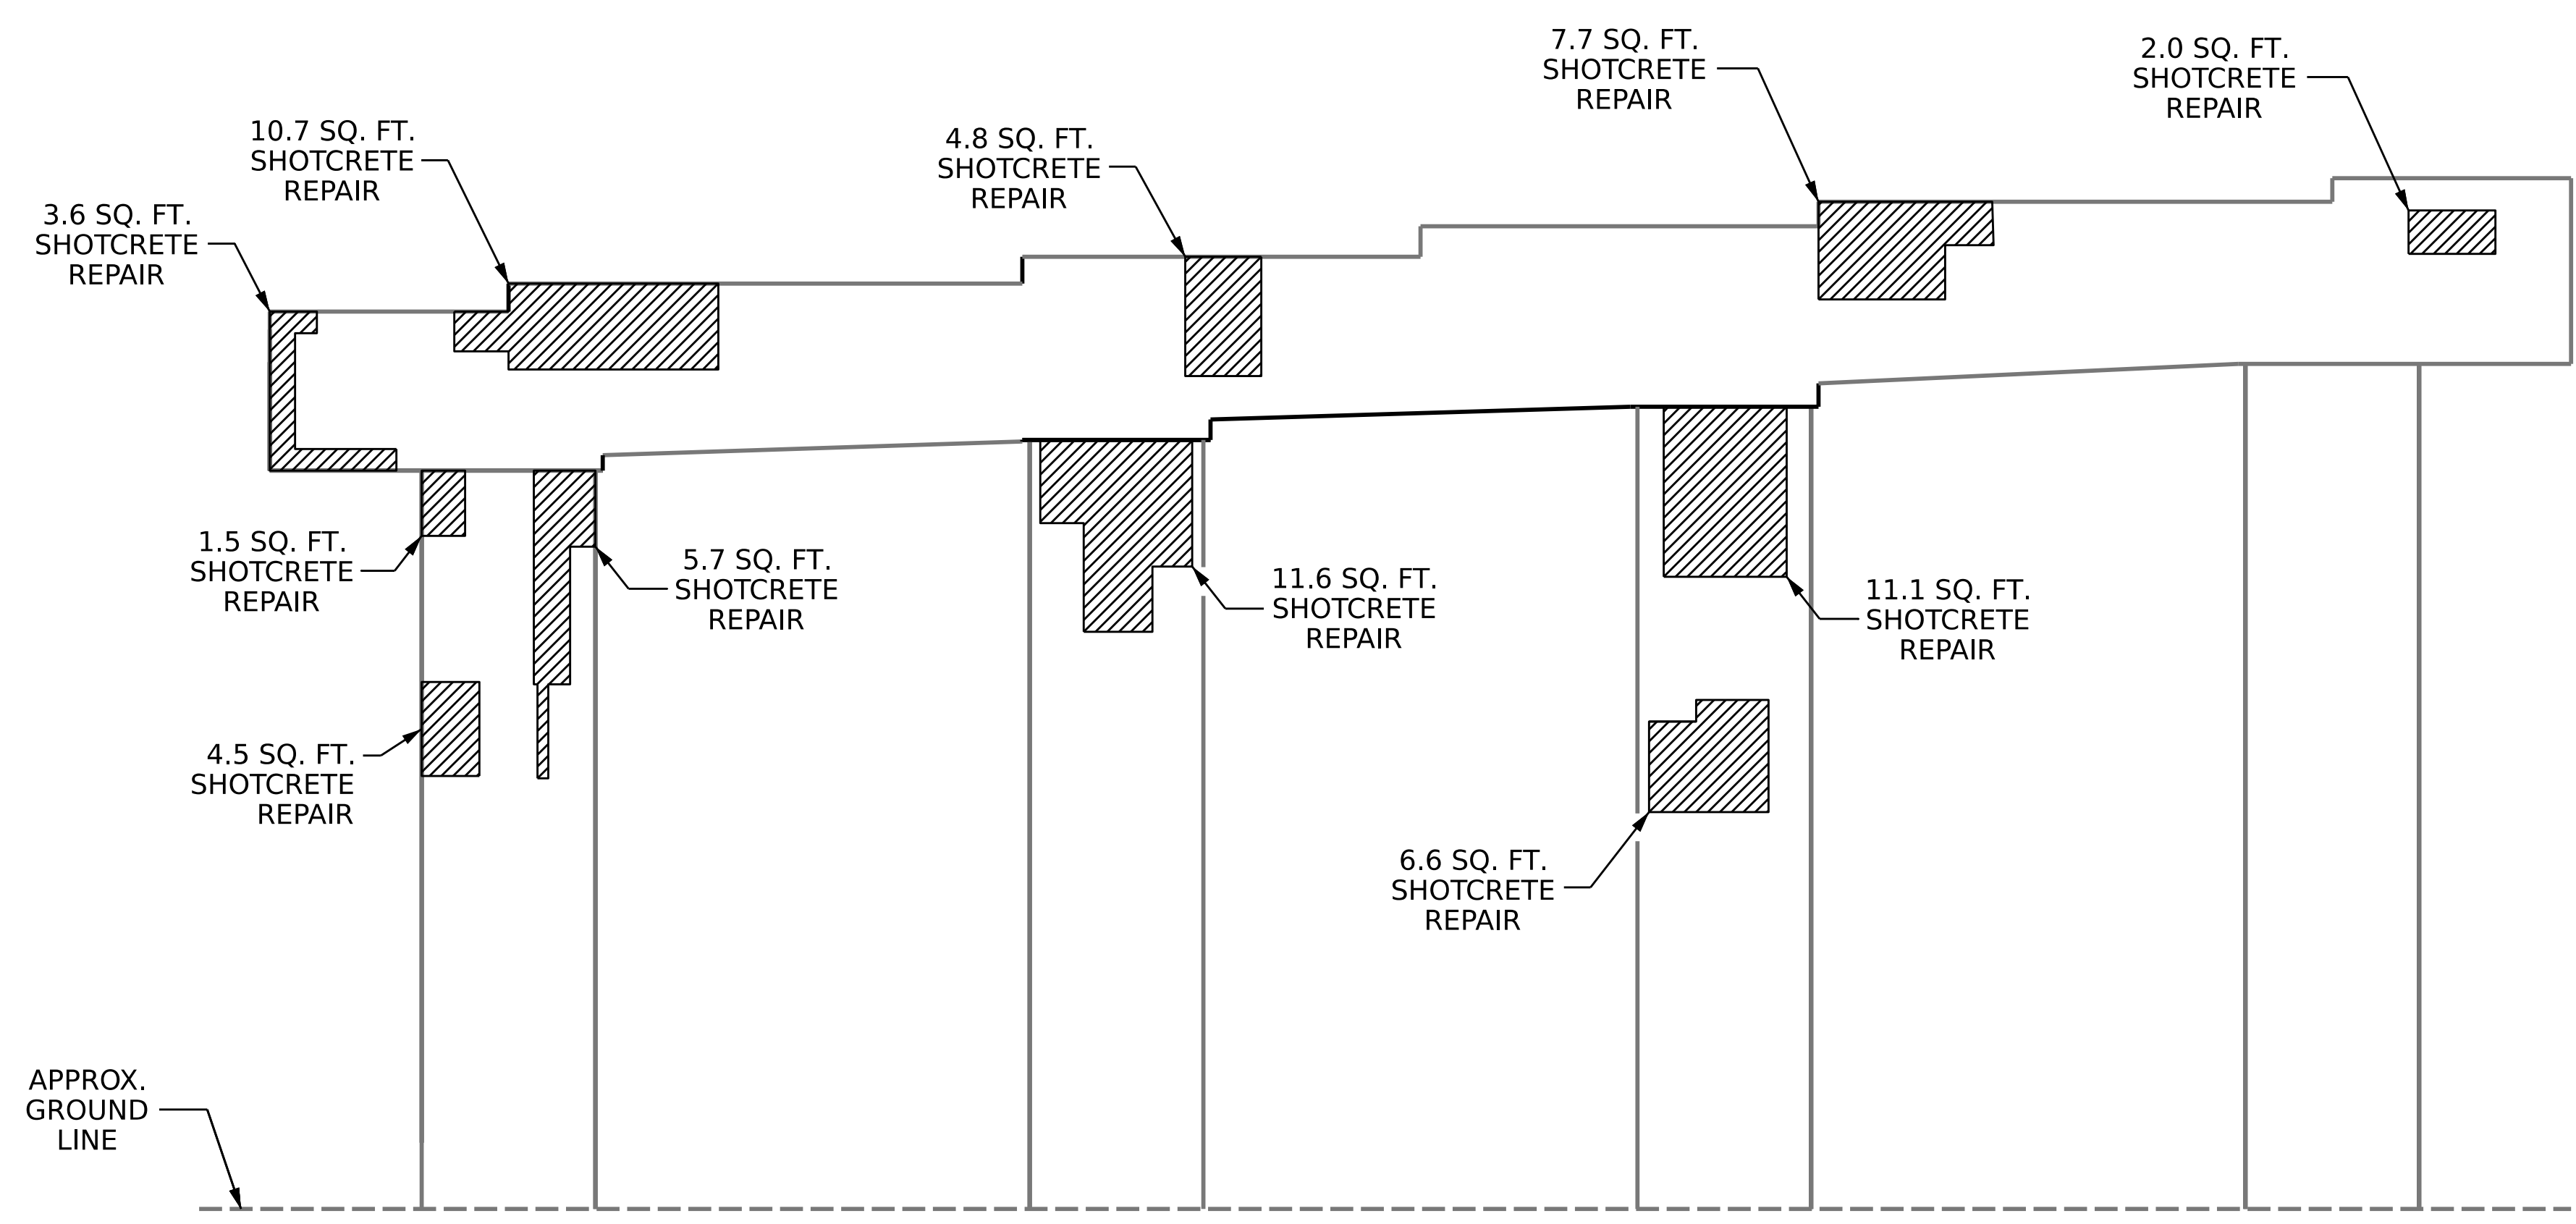 7.7 SQ. FT.
SHOTCRETE
REPAIR
2.0 SQ. FT.
SHOTCRETE
REPAIR
10.7 SQ. FT.
SHOTCRETE
REPAIR
4.8 SQ. FT.
SHOTCRETE
REPAIR
3.6 SQ. FT.
SHOTCRETE
REPAIR
1.5 SQ. FT.
SHOTCRETE
REPAIR
5.7 SQ. FT.
SHOTCRETE
REPAIR
11.6 SQ. FT.
SHOTCRETE
REPAIR
11.1 SQ. FT.
SHOTCRETE
REPAIR
4.5 SQ. FT.
SHOTCRETE
REPAIR
6.6 SQ. FT.
SHOTCRETE
REPAIR
APPROX.
GROUND
LINE